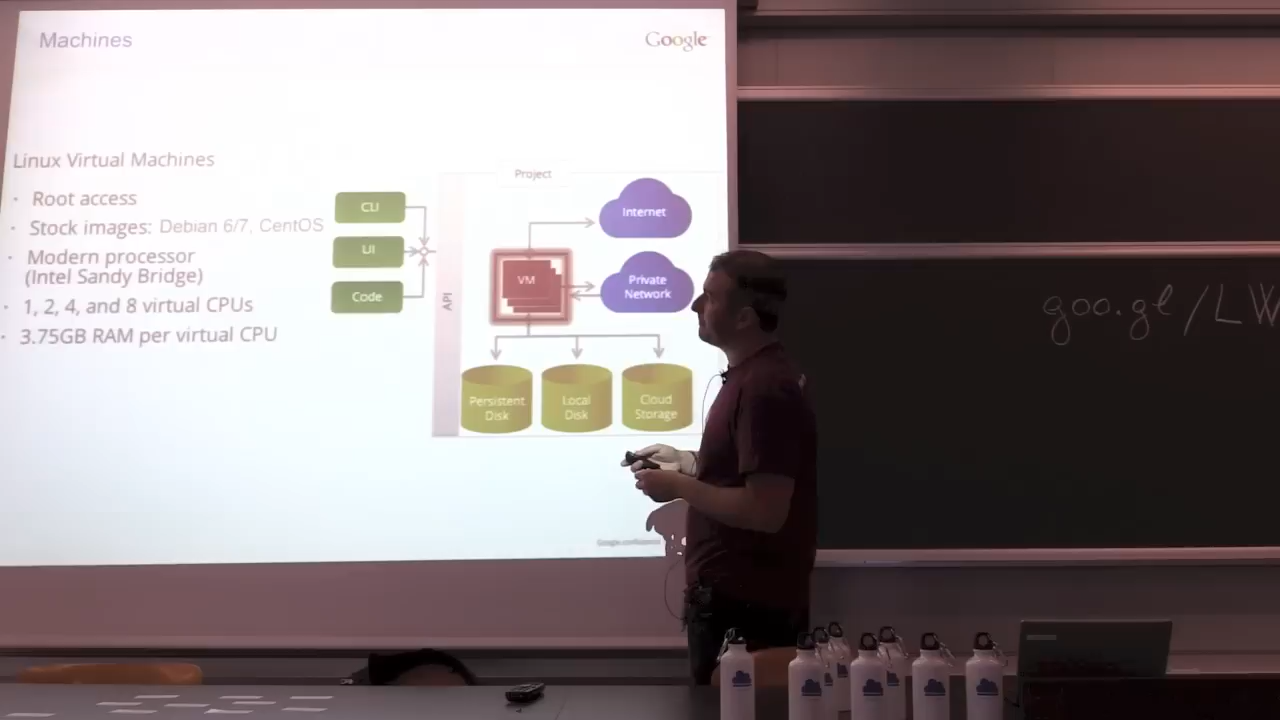 Machines
Google
Linux Virtual Machines
· Root access
· Stock images: Debian 6/7, CentOS
· Modern processor
(Intel Sandy Bridge)
· 1, 2, 4, and 8 virtual CPUs
· 3.75GB RAM per virtual CPU
CLI
UI
Code
API
Project
Internet
VM
Private
Network
Persistent
Disk
Local
Disk
Cloud
Storage
Google
goo.gl/LW